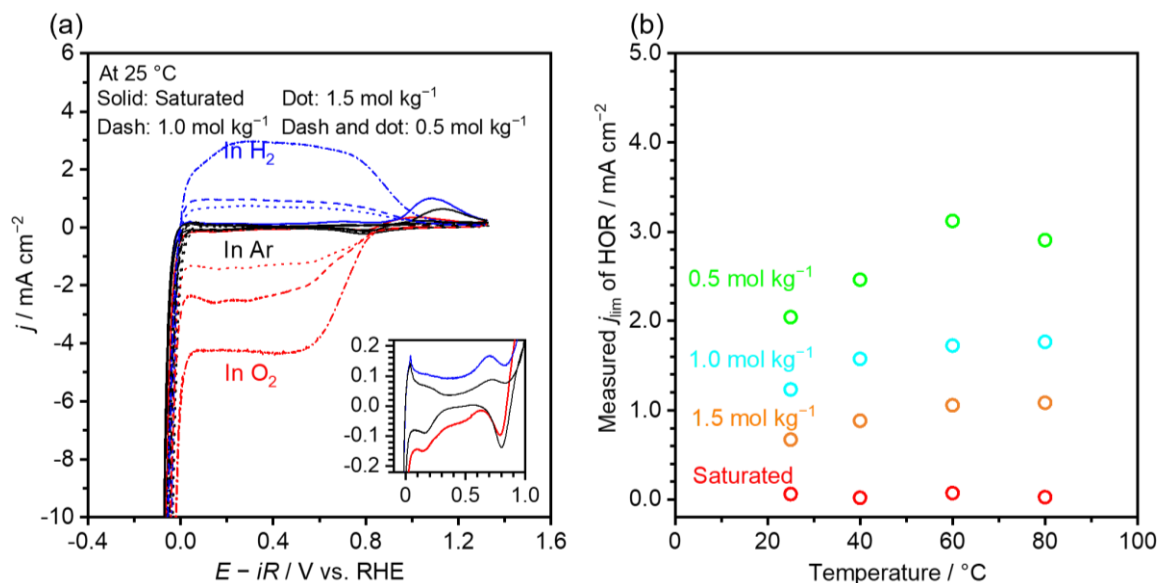 (a)
6
4
2
0
-2
-4
-6
-8
-10
j / mA cm⁻²
At 25 °C
Solid: Saturated Dot: 1.5 mol kg⁻¹
Dash: 1.0 mol kg⁻¹ Dash and dot: 0.5 mol kg⁻¹
In H₂
In Ar
In O₂
0.2
0.1
0.0
-0.1
-0.2
0 0.5 1.0
-0.4 0.0 0.4 0.8 1.2 1.6
E − iR / V vs. RHE
(b)
5.0
4.0
3.0
2.0
1.0
0.0
Measured jlim of HOR / mA cm⁻²
0.5 mol kg⁻¹
1.0 mol kg⁻¹
1.5 mol kg⁻¹
Saturated
0 20 40 60 80 100
Temperature / °C